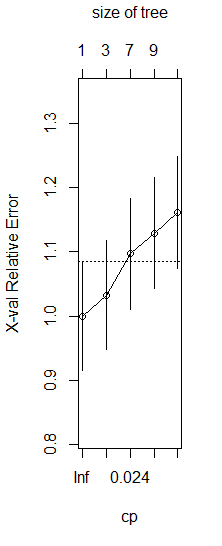 size of tree
1 3 7 9
1.3
1.2
1.1
1.0
0.9
0.8
X-val Relative Error
Inf 0.024
cp